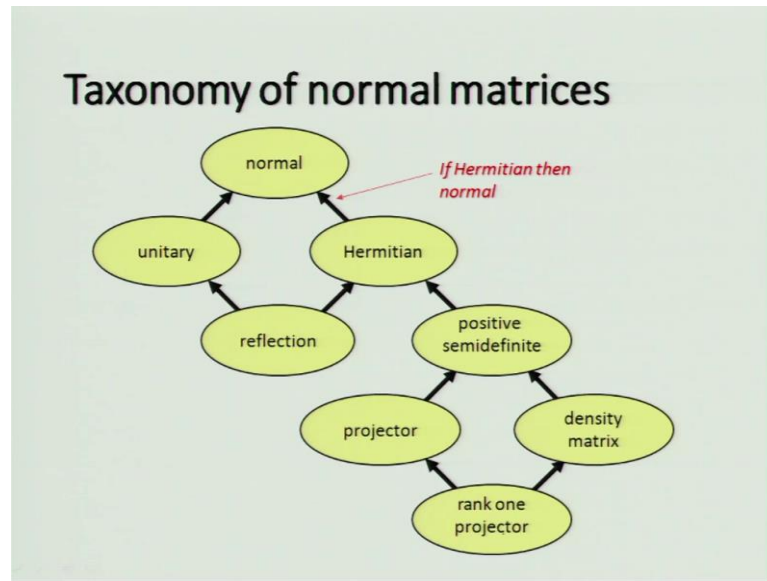 Taxonomy of normal matrices
normal
If Hermitian then
normal
unitary
Hermitian
reflection
positive
semidefinite
projector
density
matrix
rank one
projector